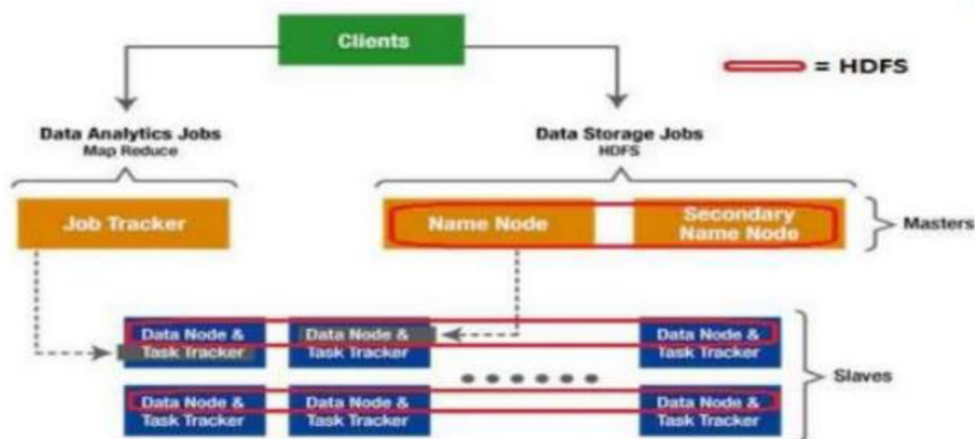 Clients
= HDFS
Data Analytics Jobs
Map Reduce
Data Storage Jobs
HDFS
Job Tracker
Name Node
Secondary
Name Node
Masters
Data Node &
Task Tracker
Data Node &
Task Tracker
Data Node &
Task Tracker
Slaves
Data Node &
Task Tracker
Data Node &
Task Tracker
Data Node &
Task Tracker